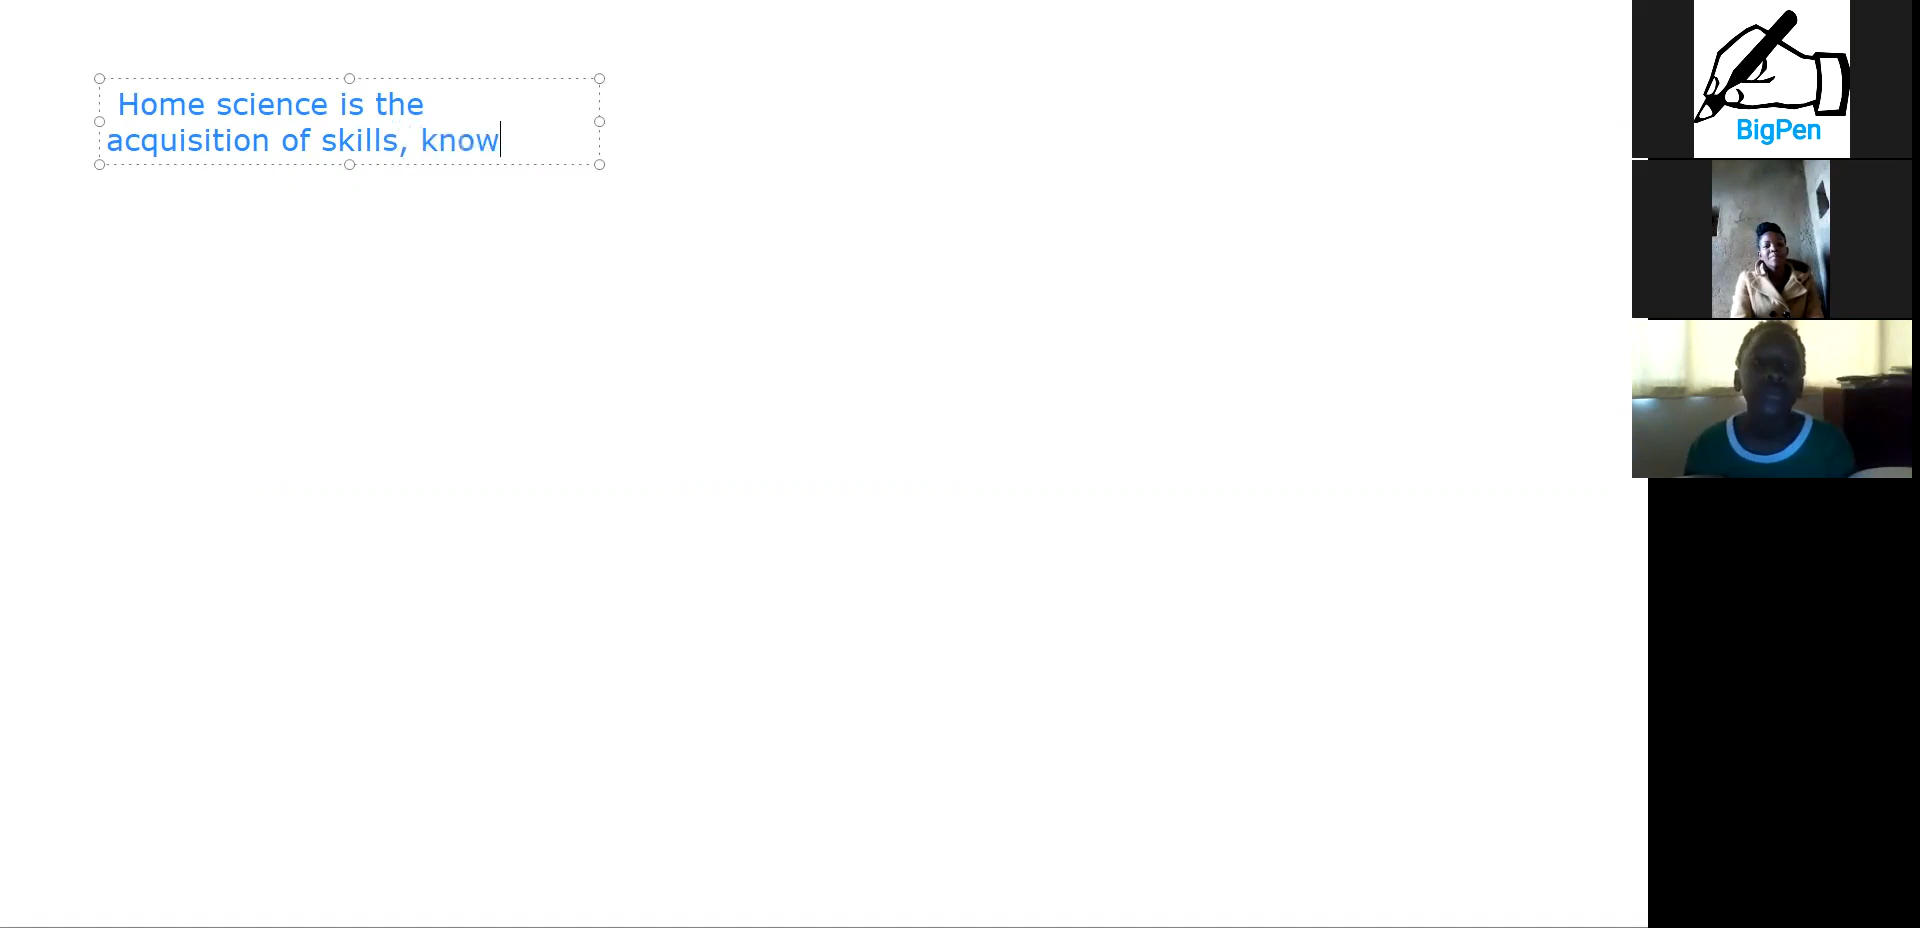 Home science is the
acquisition of skills, know
BigPen